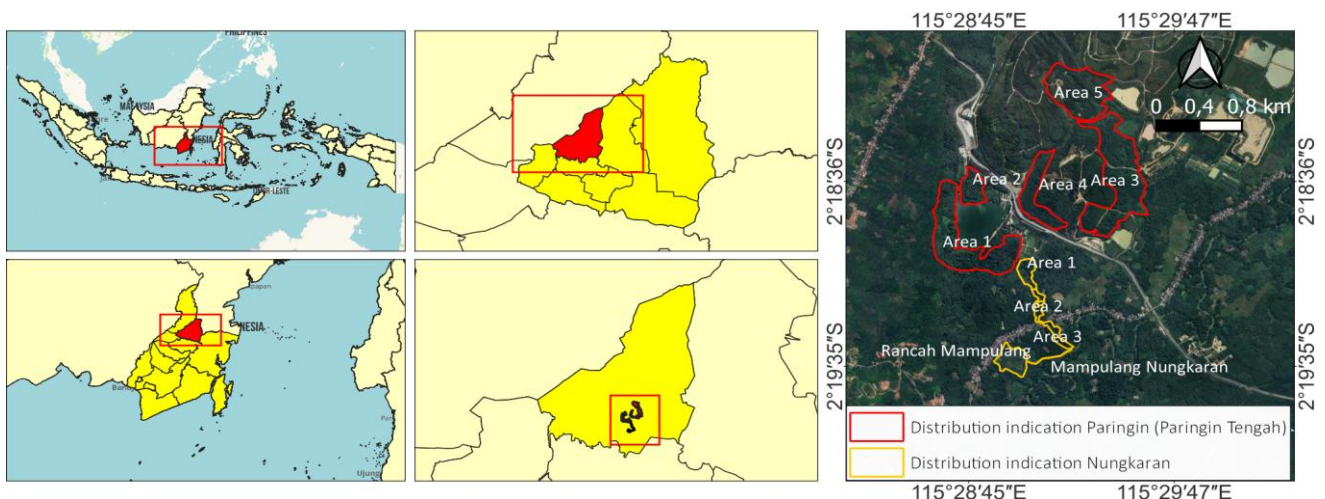 PHILIPPINES
MALAYSIA
NESIA
NESIA
Ujung
115°28′45″E 115°29′47″E
0 0,4 0,8 km
Area 5
Area 2
Area 4
Area 3
Area 1
Area 1
Area 2
Area 3
Rancah Mampulang
Mampulang Nungkaran
2°18′36″S
2°19′35″S
2°18′36″S
2°19′35″S
Distribution indication Paringin (Paringin Tengah)
Distribution indication Nungkaran
115°28′45″E 115°29′47″E